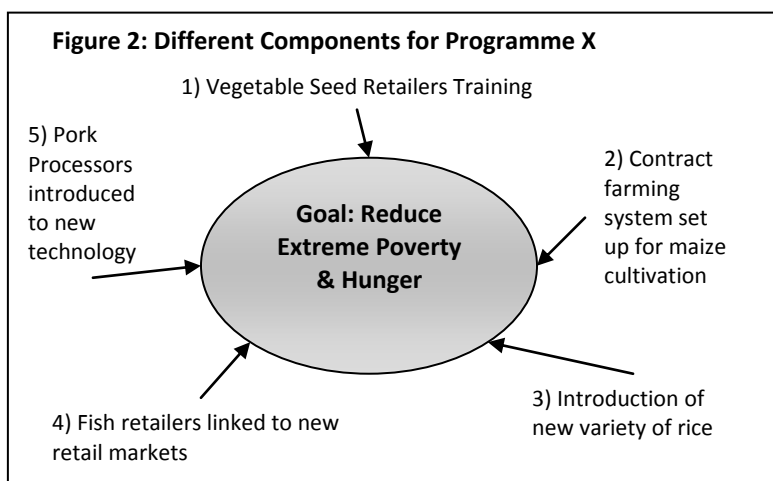 Figure 2: Different Components for Programme X
1) Vegetable Seed Retailers Training
5) Pork
Processors
introduced
to new
technology
2) Contract
farming
system set
up for maize
cultivation
Goal: Reduce
Extreme Poverty
& Hunger
4) Fish retailers linked to new
retail markets
3) Introduction of
new variety of rice